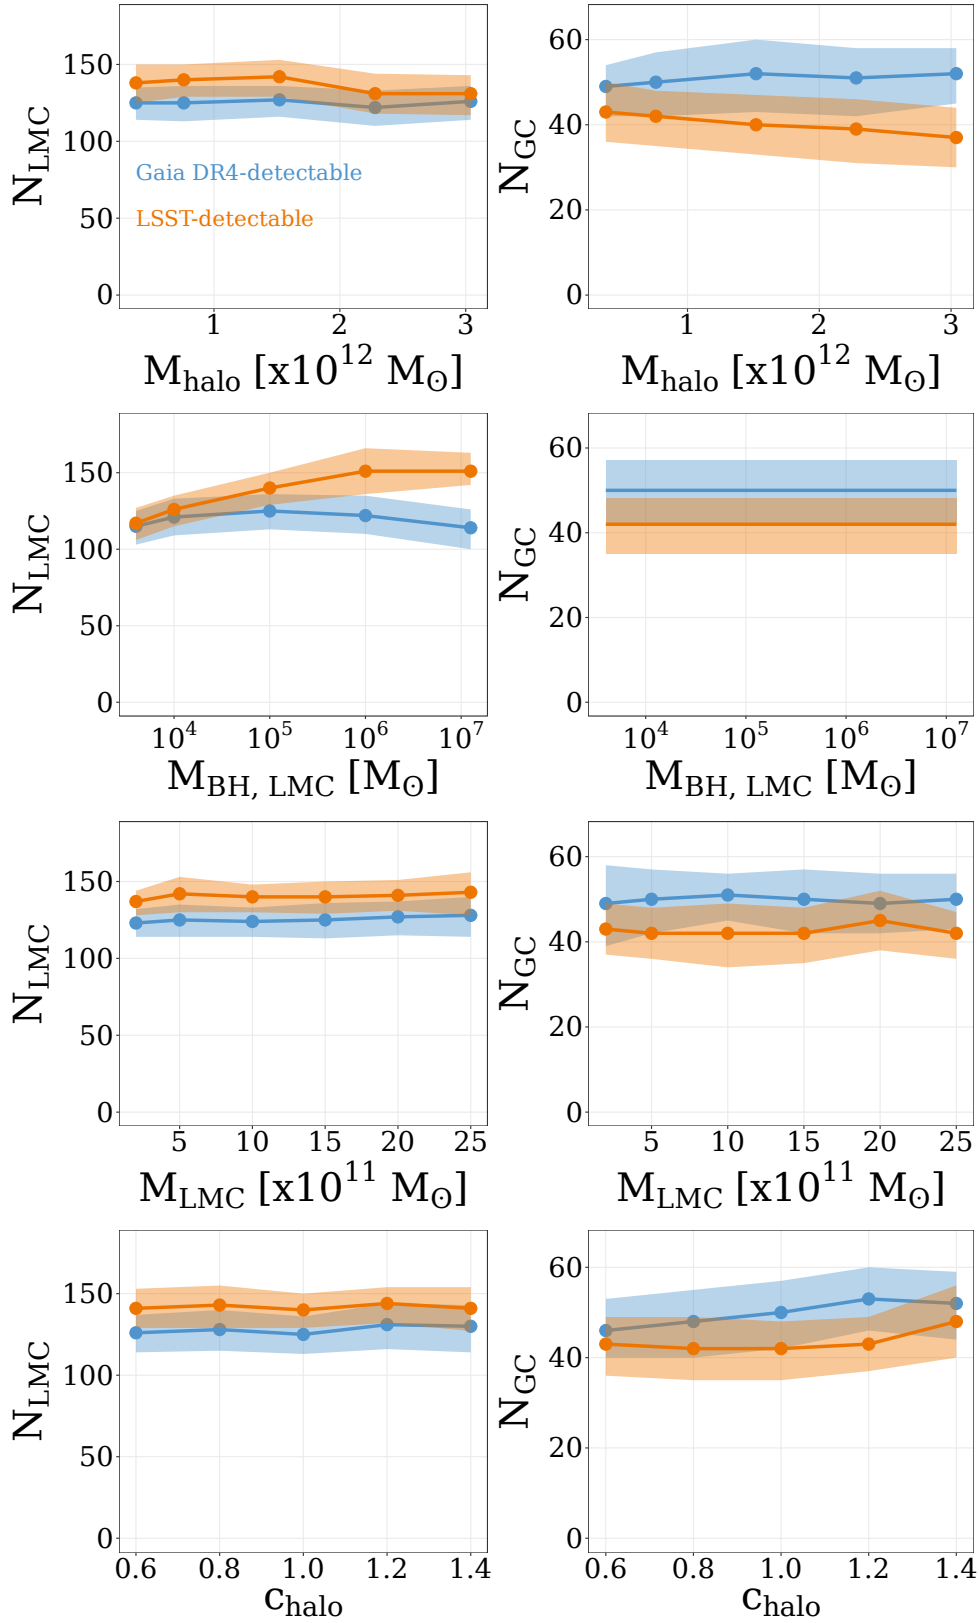 150
100
50
0
N_LMC
Gaia DR4-detectable
LSST-detectable
1 2 3
M_halo [x10^12 M_⊙]
60
40
20
0
N_GC
1 2 3
M_halo [x10^12 M_⊙]
150
100
50
0
N_LMC
10^4 10^5 10^6 10^7
M_BH, LMC [M_⊙]
60
40
20
0
N_GC
10^4 10^5 10^6 10^7
M_BH, LMC [M_⊙]
150
100
50
0
N_LMC
5 10 15 20 25
M_LMC [x10^11 M_⊙]
60
40
20
0
N_GC
5 10 15 20 25
M_LMC [x10^11 M_⊙]
150
100
50
0
N_LMC
0.6 0.8 1.0 1.2 1.4
c_halo
60
40
20
0
N_GC
0.6 0.8 1.0 1.2 1.4
c_halo